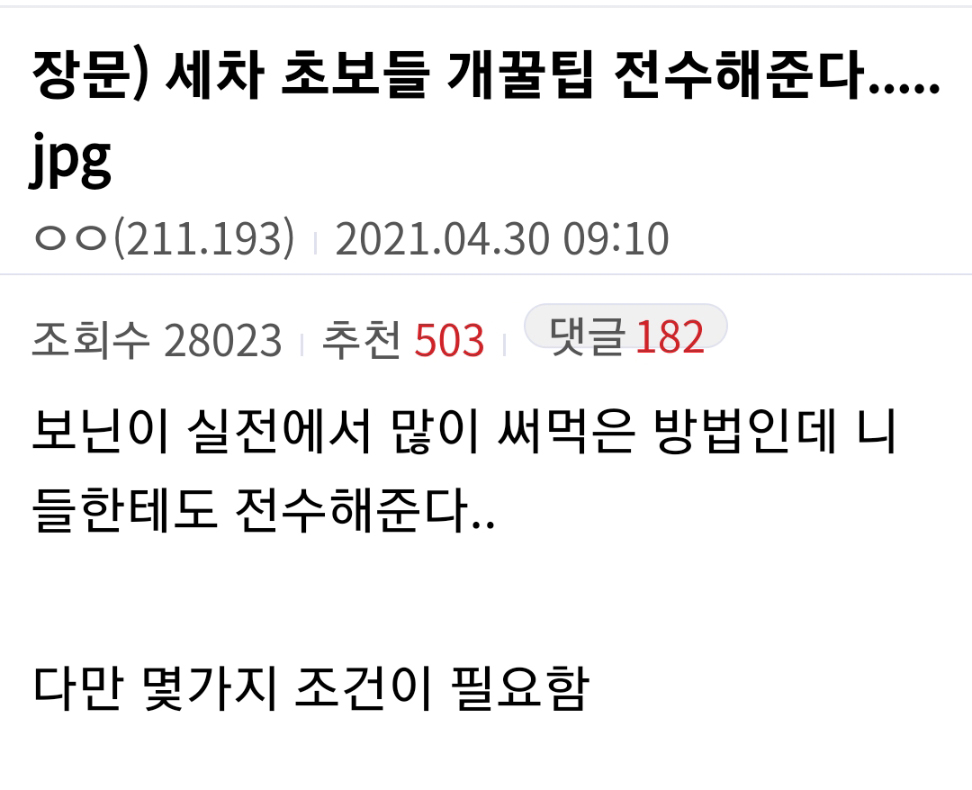 장문) 세차 초보들 개꿀팁 전수해준다.....
jpg
ㅇㅇ(211.193) 2021.04.30 09:10
조회수 28023 추천 503 댓글 182
보닌이 실전에서 많이 써먹은 방법인데 니
들한테도 전수해준다..
다만 몇가지 조건이 필요함